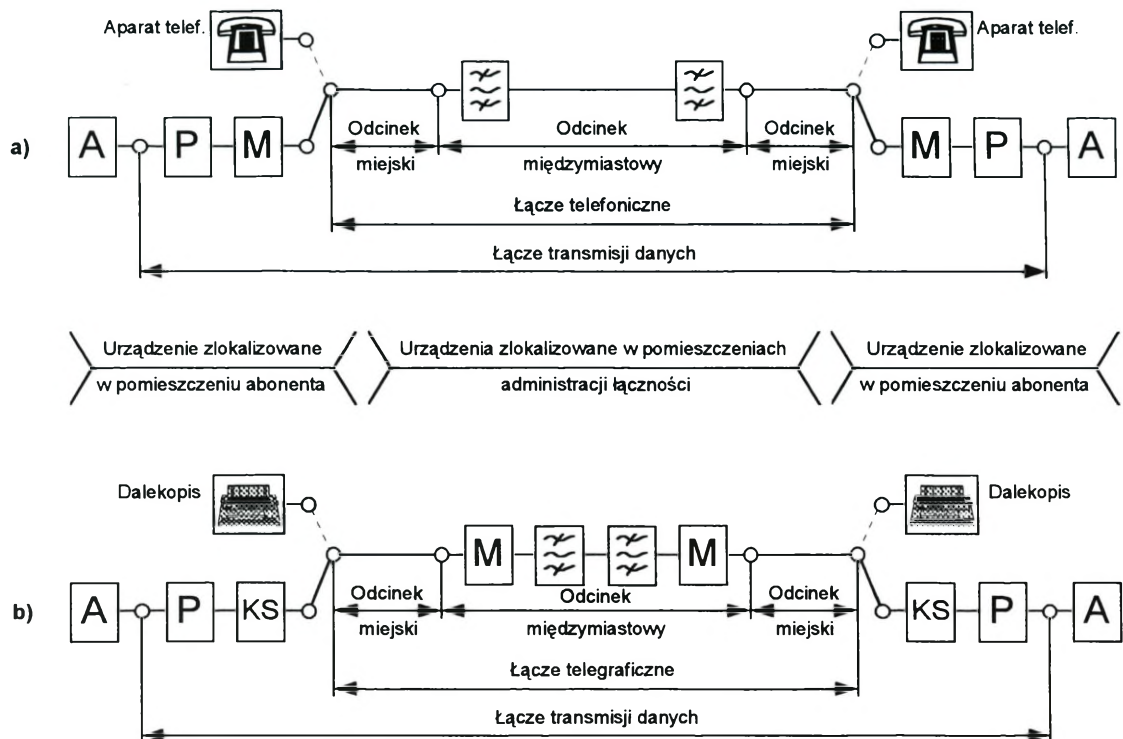 Aparat telef.
Aparat telef.
a)
A P M
Odcinek
miejski
Odcinek
międzymiastowy
Odcinek
miejski
M P A
Łącze telefoniczne
Łącze transmisji danych
Urządzenie zlokalizowane
w pomieszczeniu abonenta
Urządzenia zlokalizowane w pomieszczeniach
administracji łączności
Urządzenie zlokalizowane
w pomieszczeniu abonenta
Dalekopis
Dalekopis
M M
b)
A P KS
Odcinek
miejski
Odcinek
międzymiastowy
Odcinek
miejski
KS P A
Łącze telegraficzne
Łącze transmisji danych